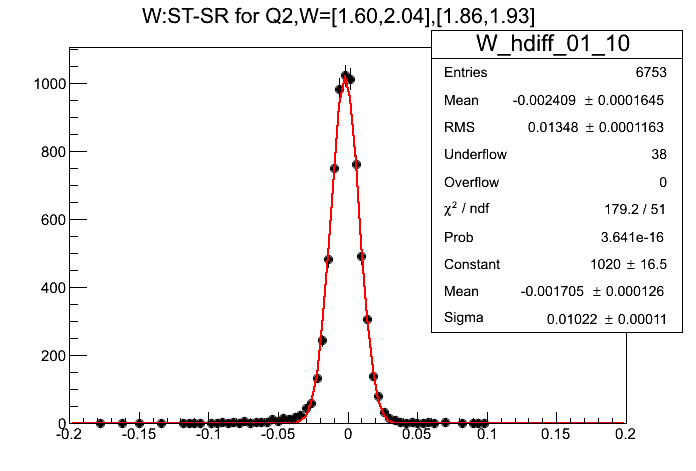 W:ST-SR for Q2,W=[1.60,2.04],[1.86,1.93]
W_hdiff_01_10
Entries 6753
Mean -0.002409 ± 0.0001645
RMS 0.01348 ± 0.0001163
Underflow 38
Overflow 0
χ² / ndf 179.2 / 51
Prob 3.641e-16
Constant 1020 ± 16.5
Mean -0.001705 ± 0.000126
Sigma 0.01022 ± 0.00011
1000
800
600
400
200
0
-0.2 -0.15 -0.1 -0.05 0 0.05 0.1 0.15 0.2